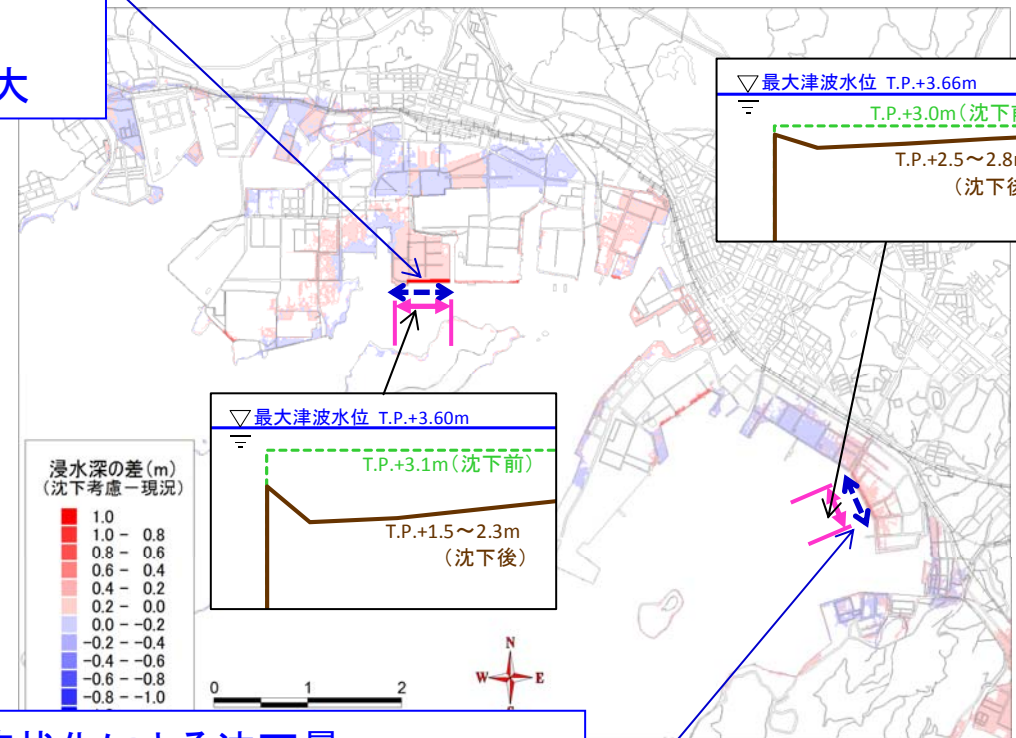 大
▽最大津波水位 T.P.+3.66m
T.P.+3.0m(沈下前
T.P.+2.5～2.8m
(沈下後
▽最大津波水位 T.P.+3.60m
T.P.+3.1m(沈下前)
T.P.+1.5～2.3m
(沈下後)
浸水深の差(m)
(沈下考慮－現況)
1.0
1.0 - 0.8
0.8 - 0.6
0.6 - 0.4
0.4 - 0.2
0.2 - 0.0
0.0 - -0.2
-0.2 - -0.4
-0.4 - -0.6
-0.6 - -0.8
-0.8 - -1.0
0 1 2
N
W E
状化による沈下量